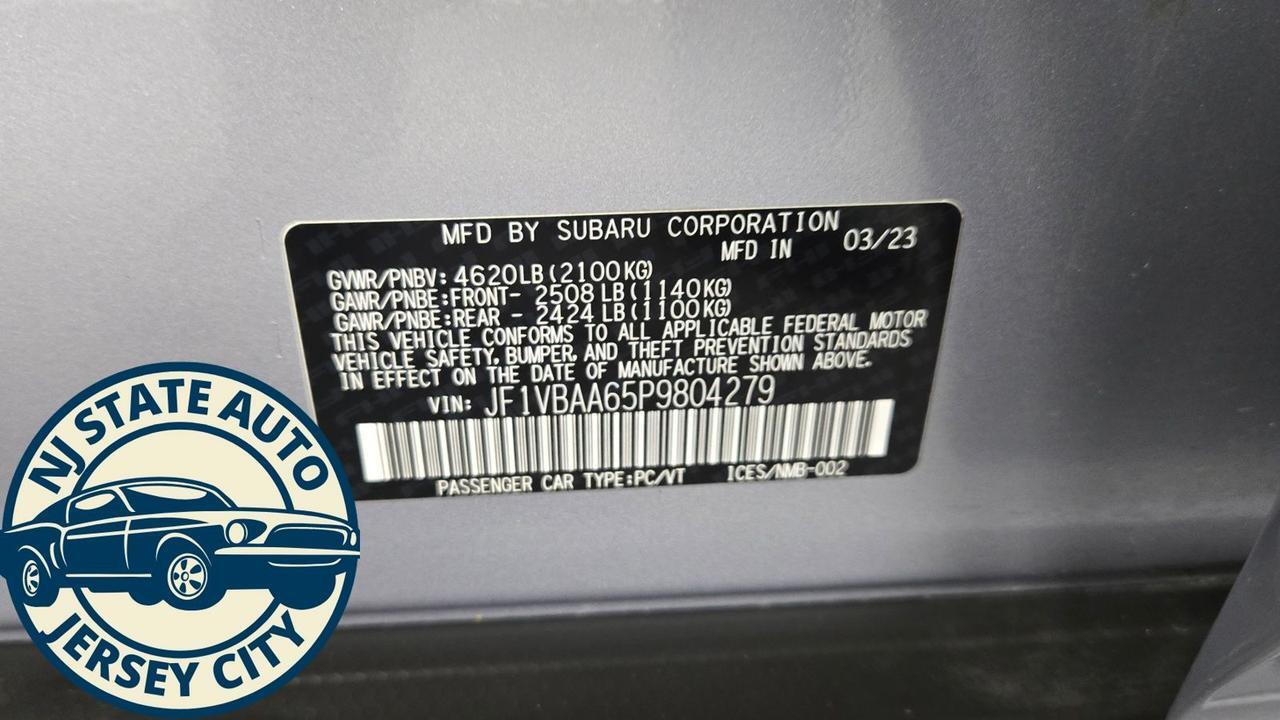 MFD BY SUBARU CORPORATION
MFD IN 03/23
GVWR/PNBV: 4620LB(2100KG)
GAWR/PNBE:FRONT- 2508 LB(1140KG)
GAWR/PNBE:REAR - 2424 LB(1100KG)
THIS VEHICLE CONFORMS TO ALL APPLICABLE FEDERAL MOTOR
VEHICLE SAFETY, BUMPER, AND THEFT PREVENTION STANDARDS
IN EFFECT ON THE DATE OF MANUFACTURE SHOWN ABOVE.
VIN: JF1VBAA65P9804279
PASSENGER CAR TYPE:PC/VT ICES/NMB-002
NJ STATE AUTO
JERSEY CITY